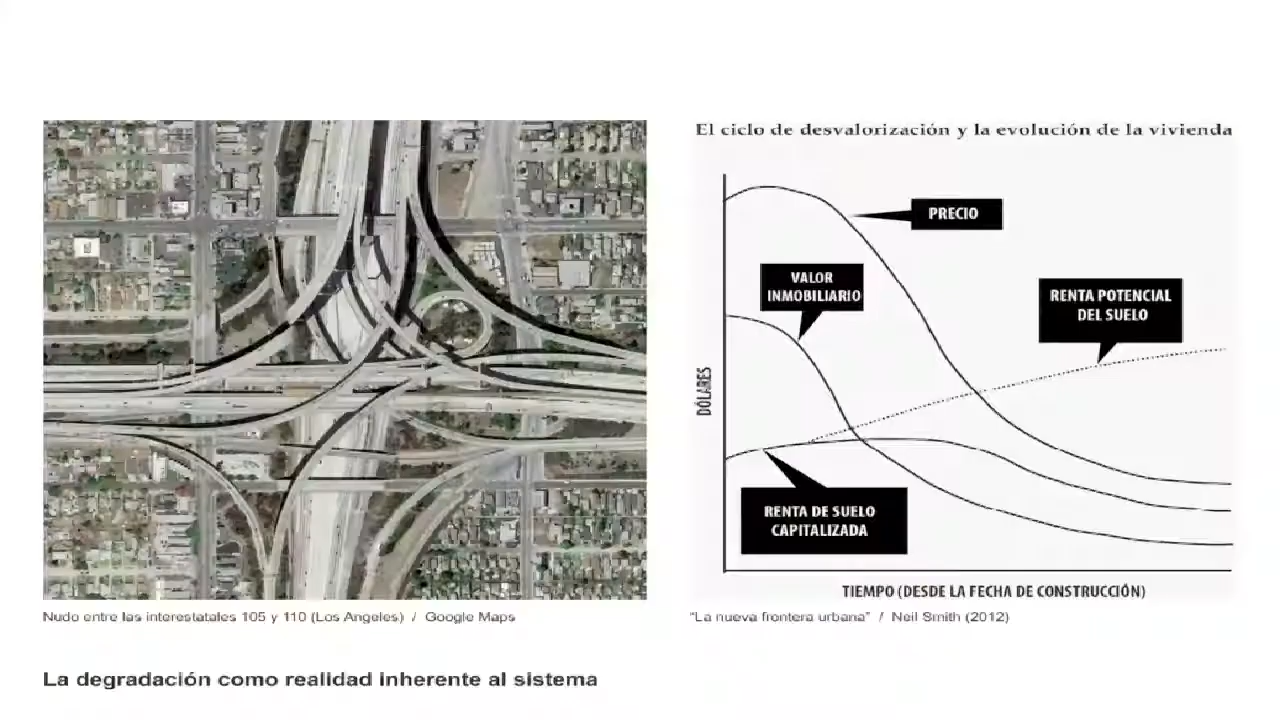 El ciclo de desvalorización y la evolución de la vivienda
PRECIO
VALOR
INMOBILIARIO
RENTA POTENCIAL
DEL SUELO
DÓLARES
RENTA DE SUELO
CAPITALIZADA
TIEMPO (DESDE LA FECHA DE CONSTRUCCIÓN)
Nudo entre las interestatales 105 y 110 (Los Angeles) / Google Maps
"La nueva frontera urbana" / Neil Smith (2012)
La degradación como realidad inherente al sistema